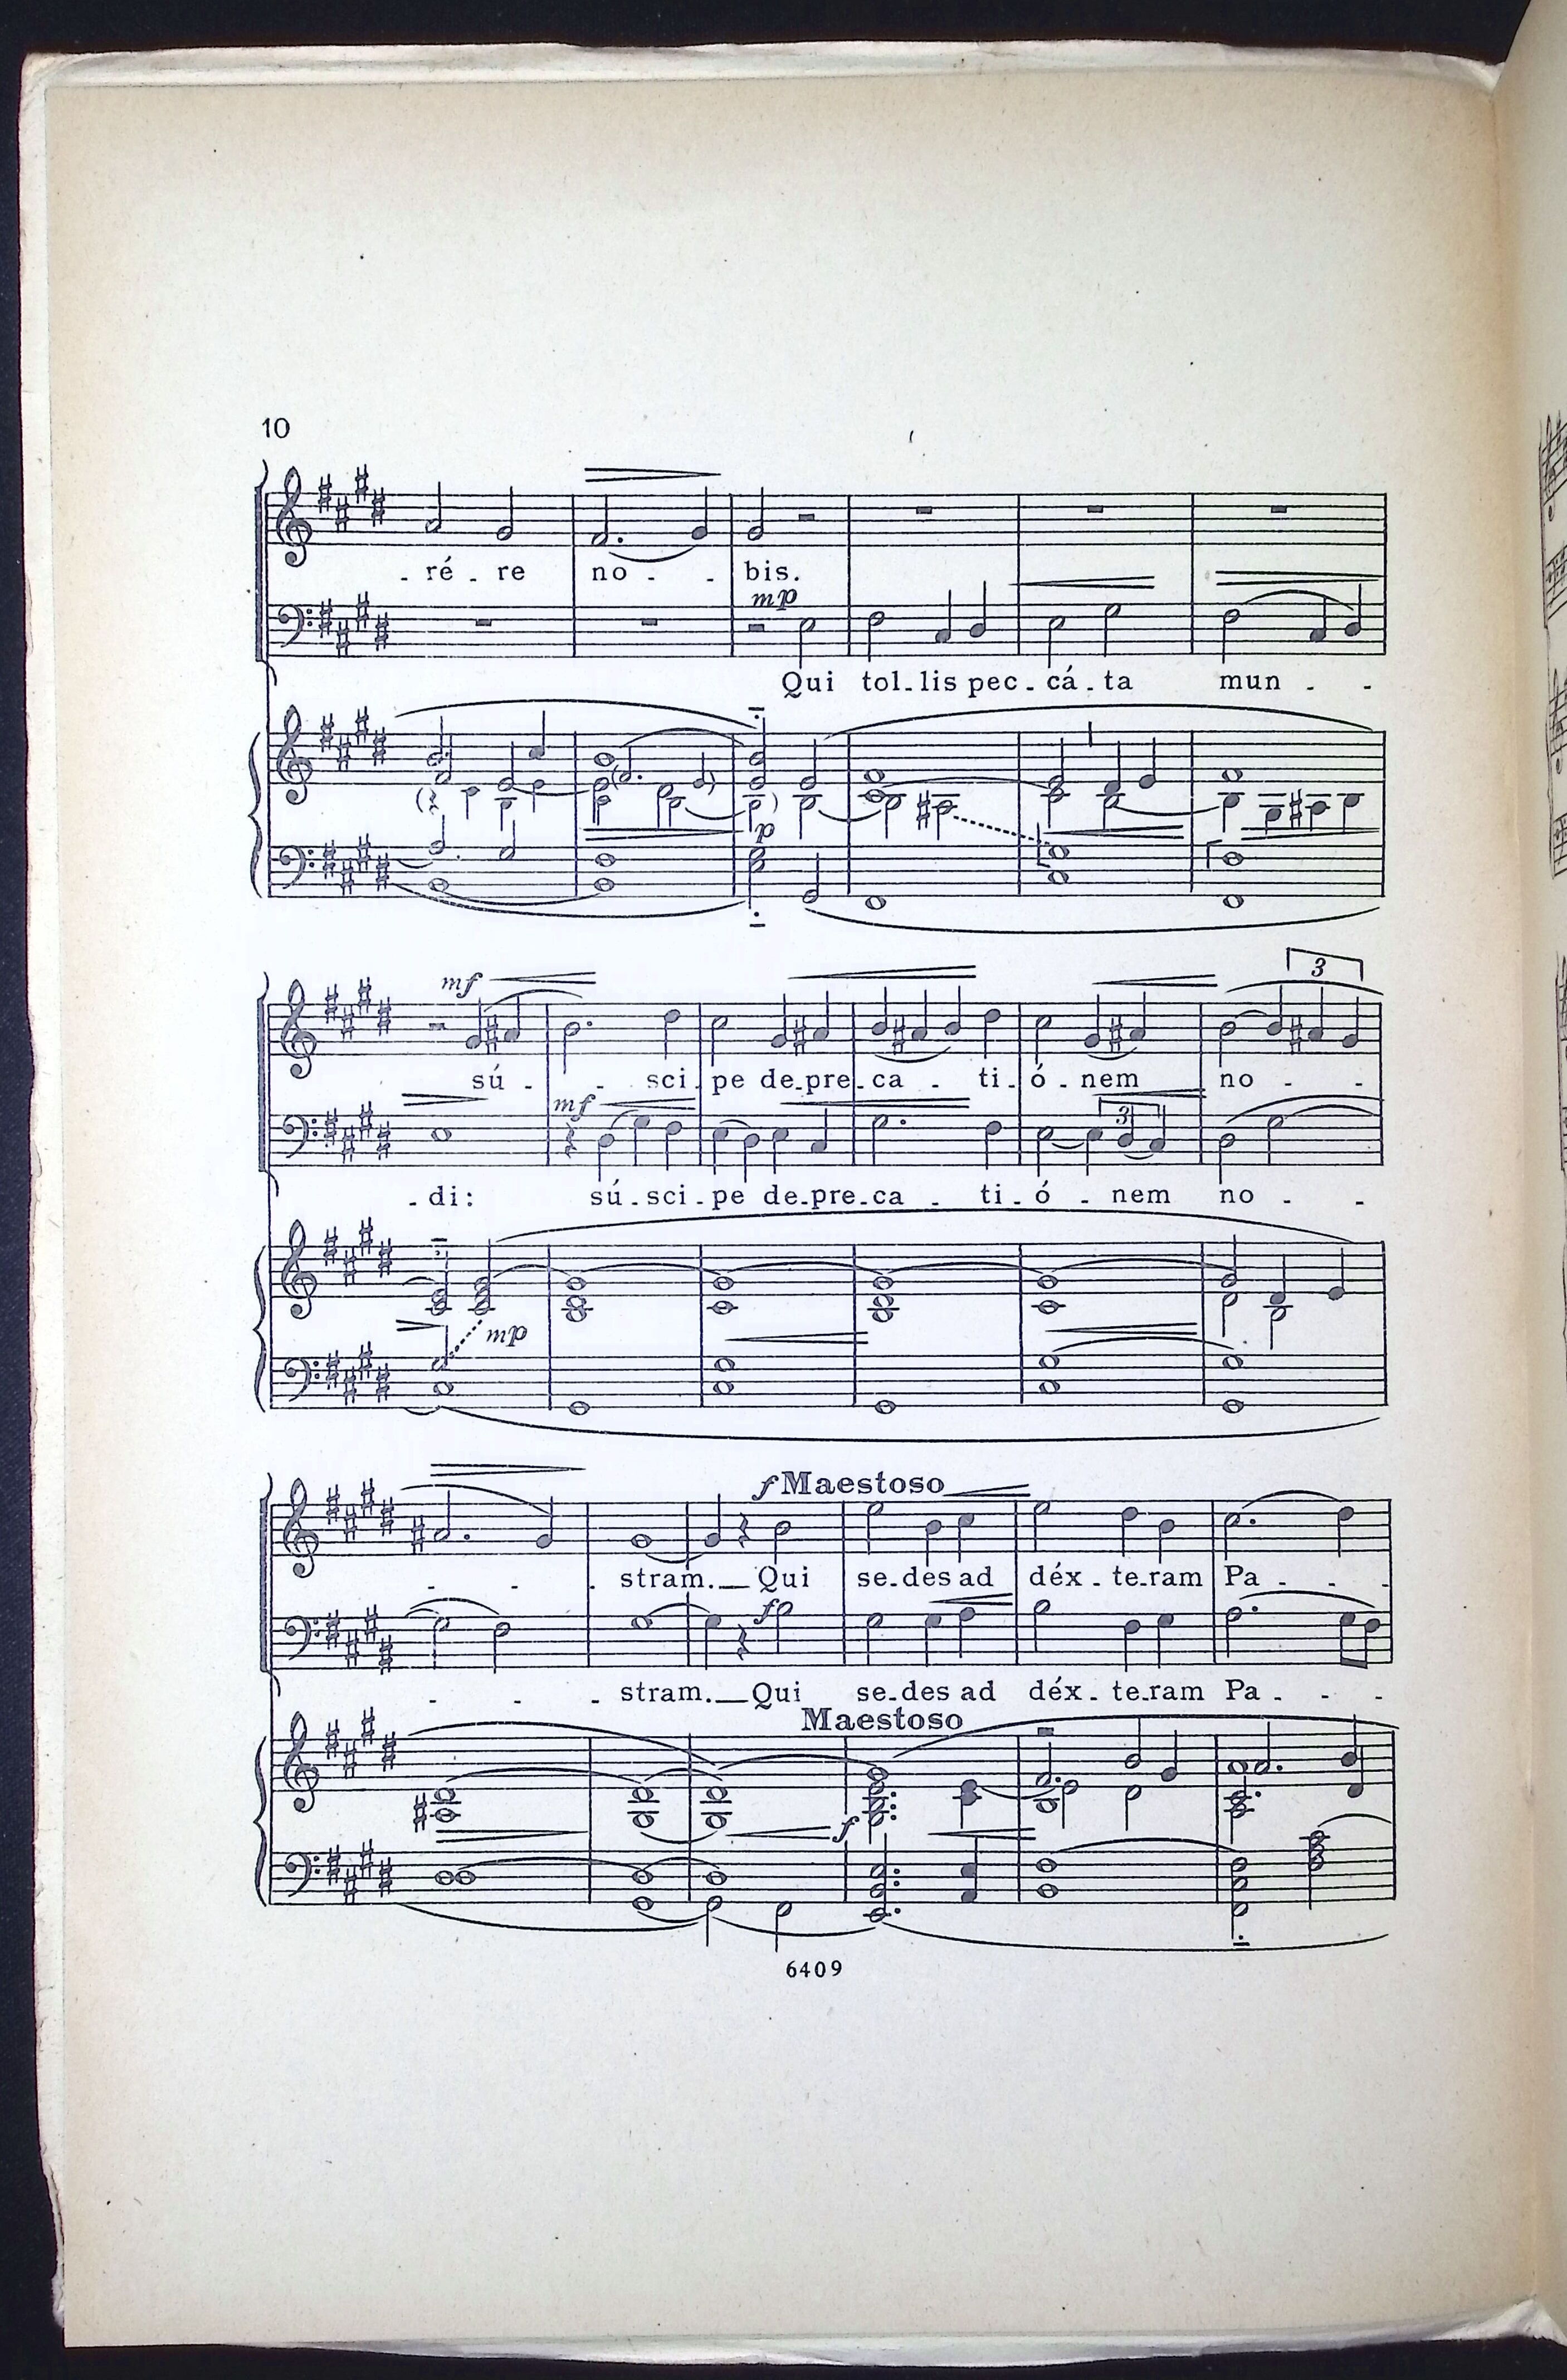 10
- ré - re no - - bis.
mp
Qui tol - lis pec - cá - ta mun - -
p
mf
sú - - sci - pe de - pre - ca - ti - ó - nem no - -
mf
3
3
- di: sú - sci - pe de - pre - ca - ti - ó - nem no - -
mp
f Maestoso
- - - stram.__ Qui se - des ad déx - te - ram Pa - - -
f
- - - stram.__ Qui se - des ad déx - te - ram Pa - - -
Maestoso
f
6409